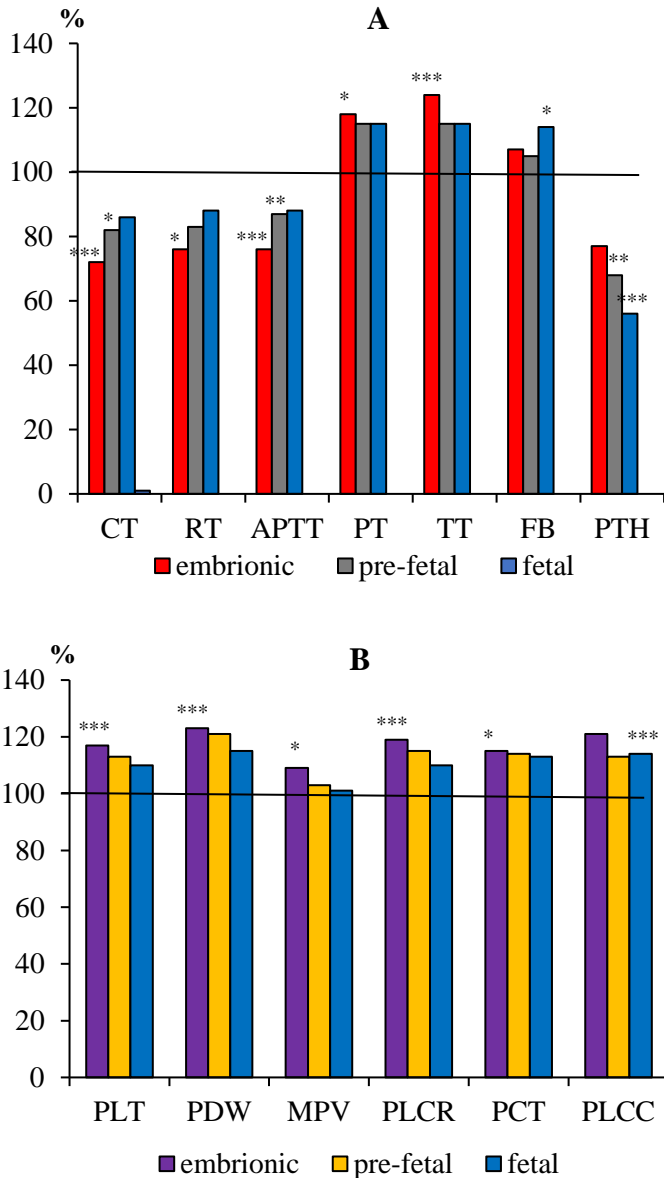 % A
140
*** *
120 *
100
* **
80 *** * *** **
***
60
40
20
0
CT RT APTT PT TT FB PTH
embrionic pre-fetal fetal
% B
140
*** *** * *** * ***
120
100
80
60
40
20
0
PLT PDW MPV PLCR PCT PLCC
embrionic pre-fetal fetal